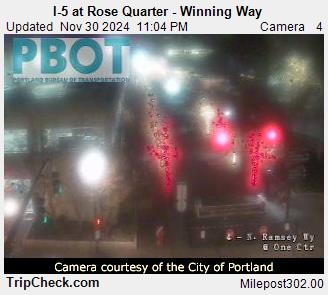 I-5 at Rose Quarter - Winning Way
Updated Nov 30 2024 11:04 PM Camera 4
PBOT
PORTLAND BUREAU OF TRANSPORTATION
4 - N. Ramsey Wy
@ One Ctr
Camera courtesy of the City of Portland
TripCheck.com Milepost302.00